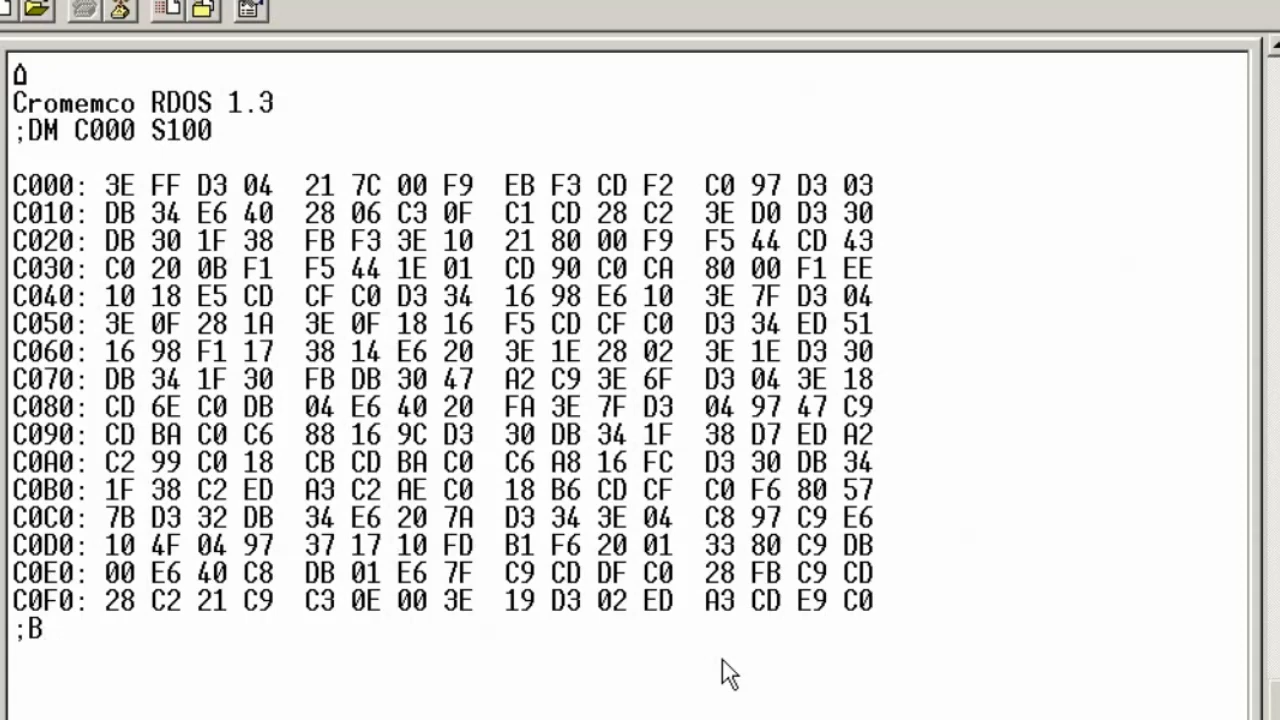 Cromemco RDOS 1.3
;DM C000 S100
C000: 3E FF D3 04 21 7C 00 F9 EB F3 CD F2 C0 97 D3 03
C010: DB 34 E6 40 28 06 C3 0F C1 CD 28 C2 3E D0 D3 30
C020: DB 30 1F 38 FB F3 3E 10 21 80 00 F9 F5 44 CD 43
C030: C0 20 0B F1 F5 44 1E 01 CD 90 C0 CA 80 00 F1 EE
C040: 10 18 E5 CD CF C0 D3 34 16 98 E6 10 3E 7F D3 04
C050: 3E 0F 28 1A 3E 0F 18 16 F5 CD CF C0 D3 34 ED 51
C060: 16 98 F1 17 38 14 E6 20 3E 1E 28 02 3E 1E D3 30
C070: DB 34 1F 30 FB DB 30 47 A2 C9 3E 6F D3 04 3E 18
C080: CD 6E C0 DB 04 E6 40 20 FA 3E 7F D3 04 97 47 C9
C090: CD BA C0 C6 88 16 9C D3 30 DB 34 1F 38 D7 ED A2
C0A0: C2 99 C0 18 CB CD BA C0 C6 A8 16 FC D3 30 DB 34
C0B0: 1F 38 C2 ED A3 C2 AE C0 18 B6 CD CF C0 F6 80 57
C0C0: 7B D3 32 DB 34 E6 20 7A D3 34 3E 04 C8 97 C9 E6
C0D0: 10 4F 04 97 37 17 10 FD B1 F6 20 01 33 80 C9 DB
C0E0: 00 E6 40 C8 DB 01 E6 7F C9 CD DF C0 28 FB C9 CD
C0F0: 28 C2 21 C9 C3 0E 00 3E 19 D3 02 ED A3 CD E9 C0
;B